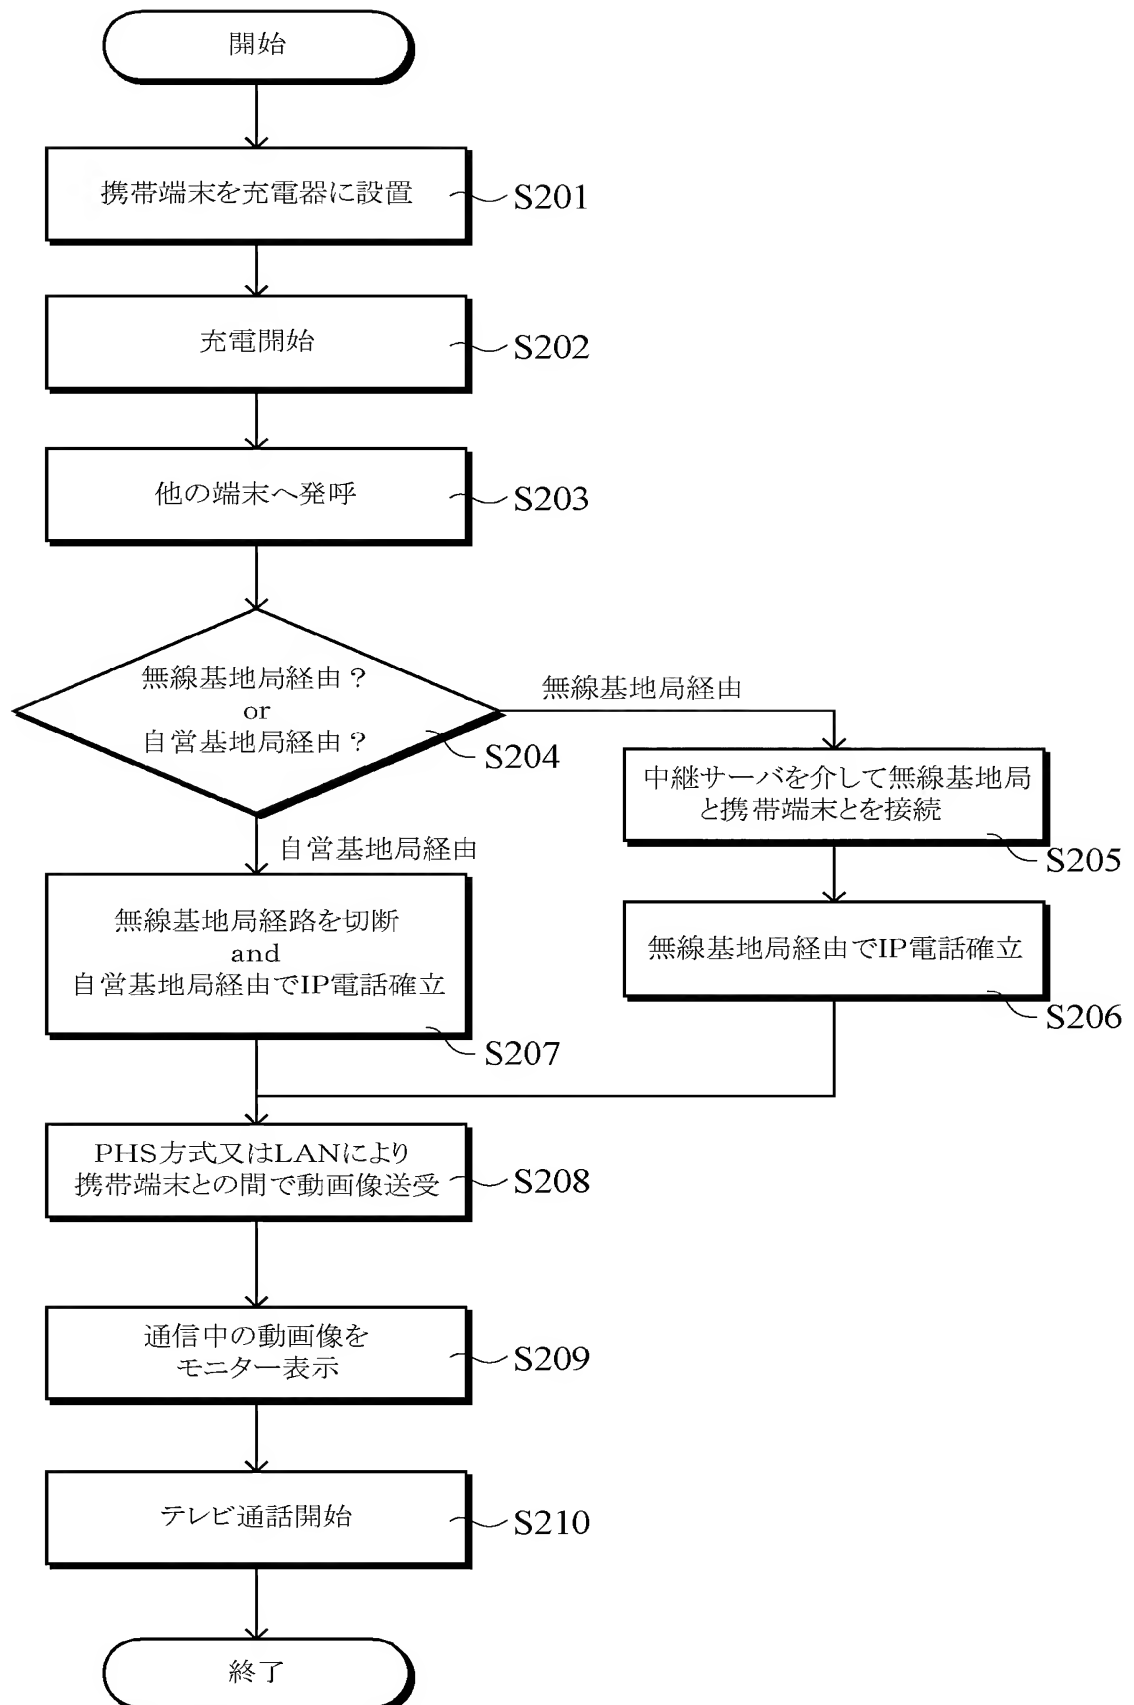 開始
携帯端末を充電器に設置
S201
充電開始
S202
他の端末へ発呼
S203
無線基地局経由？
or
自営基地局経由？
S204
無線基地局経由
中継サーバを介して無線基地局
と携帯端末とを接続
S205
無線基地局経由でIP電話確立
S206
自営基地局経由
無線基地局経路を切断
and
自営基地局経由でIP電話確立
S207
PHS方式又はLANにより
携帯端末との間で動画像送受
S208
通信中の動画像を
モニター表示
S209
テレビ通話開始
S210
終了